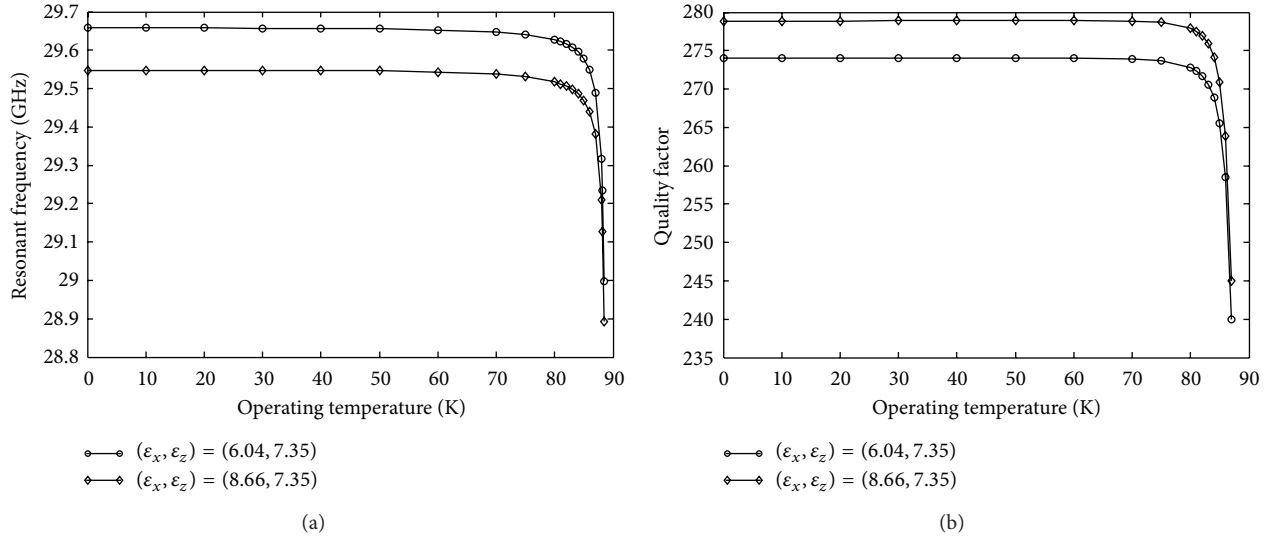 29.7
29.6
29.5
29.4
29.3
29.2
29.1
29
28.9
28.8
Resonant frequency (GHz)
0 10 20 30 40 50 60 70 80 90
Operating temperature (K)
(εx, εz) = (6.04, 7.35)
(εx, εz) = (8.66, 7.35)
(a)
280
275
270
265
260
255
250
245
240
235
Quality factor
0 10 20 30 40 50 60 70 80 90
Operating temperature (K)
(εx, εz) = (6.04, 7.35)
(εx, εz) = (8.66, 7.35)
(b)